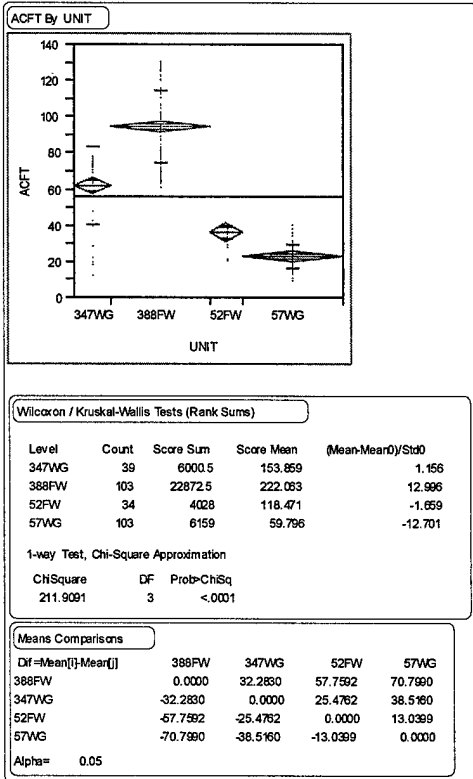 ACFT By UNIT
140
120
100
80
60
40
20
0
ACFT
347WG 388FW 52FW 57WG
UNIT
Wilcoxon / Kruskal-Wallis Tests (Rank Sums)
Level Count Score Sum Score Mean (Mean-Mean0)/Std0
347WG 39 6000.5 153.859 1.156
388FW 103 22872.5 222.063 12.996
52FW 34 4028 118.471 -1.659
57WG 103 6159 59.796 -12.701
1-way Test, Chi-Square Approximation
ChiSquare DF Prob>ChiSq
211.9091 3 <.0001
Means Comparisons
Dif=Mean[i]-Mean[j] 388FW 347WG 52FW 57WG
388FW 0.0000 32.2830 57.7592 70.7990
347WG -32.2830 0.0000 25.4762 38.5160
52FW -57.7592 -25.4762 0.0000 13.0399
57WG -70.7990 -38.5160 -13.0399 0.0000
Alpha= 0.05